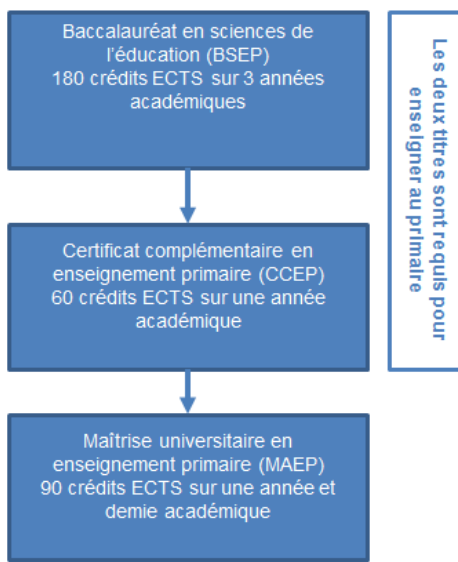 Baccalauréat en sciences de
l'éducation (BSEP)
180 crédits ECTS sur 3 années
académiques
Les deux titres sont requis pour
enseigner au primaire
Certificat complémentaire en
enseignement primaire (CCEP)
60 crédits ECTS sur une année
académique
Maîtrise universitaire en
enseignement primaire (MAEP)
90 crédits ECTS sur une année et
demie académique